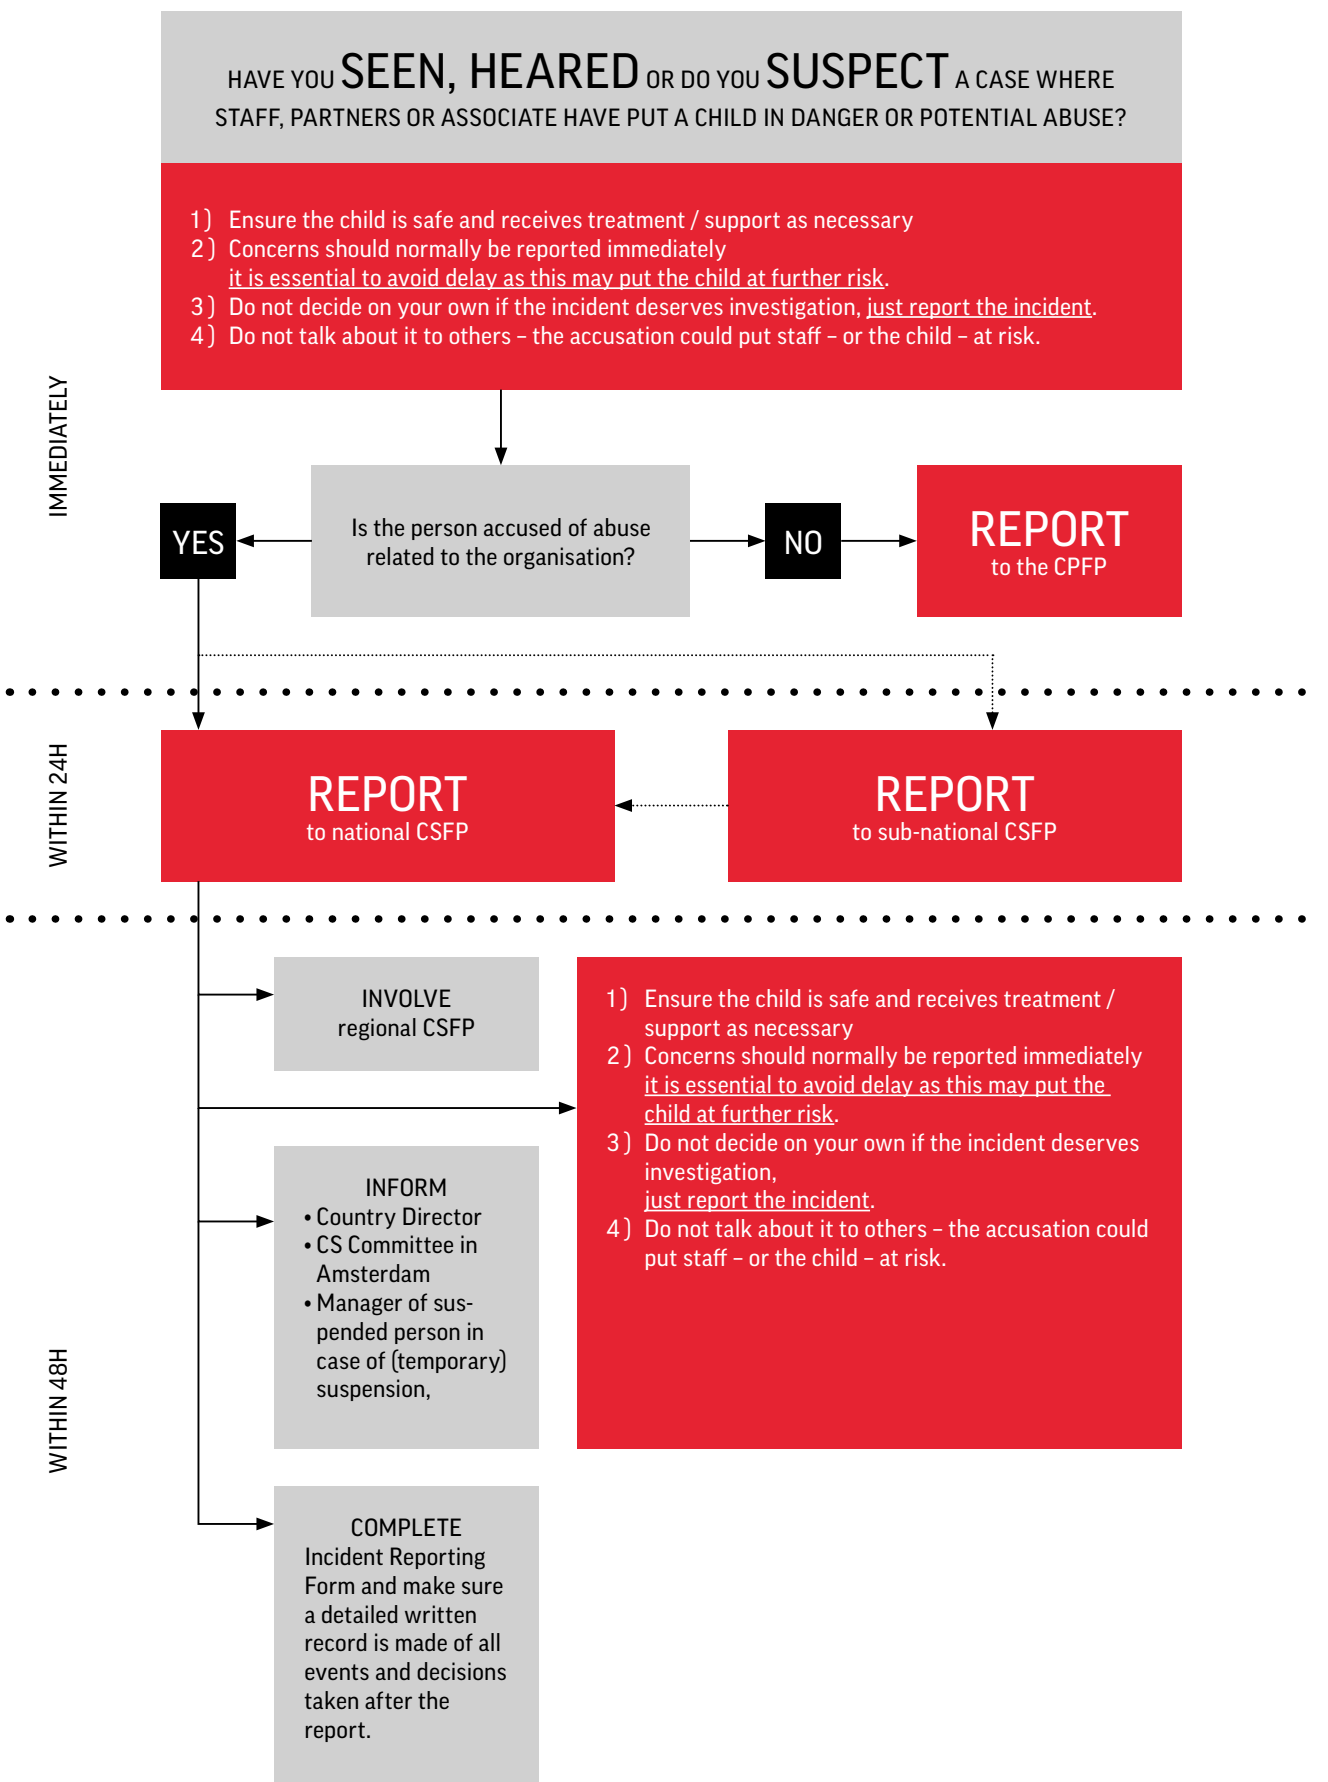 HAVE YOU SEEN, HEARED OR DO YOU SUSPECT A CASE WHERE
STAFF, PARTNERS OR ASSOCIATE HAVE PUT A CHILD IN DANGER OR POTENTIAL ABUSE?
1) Ensure the child is safe and receives treatment / support as necessary
2) Concerns should normally be reported immediately
it is essential to avoid delay as this may put the child at further risk.
3) Do not decide on your own if the incident deserves investigation, just report the incident.
4) Do not talk about it to others – the accusation could put staff – or the child – at risk.
IMMEDIATELY
YES
Is the person accused of abuse
related to the organisation?
NO
REPORT
to the CPFP
WITHIN 24H
REPORT
to national CSFP
REPORT
to sub-national CSFP
WITHIN 48H
INVOLVE
regional CSFP
1) Ensure the child is safe and receives treatment /
support as necessary
2) Concerns should normally be reported immediately
it is essential to avoid delay as this may put the
child at further risk.
3) Do not decide on your own if the incident deserves
investigation,
just report the incident.
4) Do not talk about it to others – the accusation could
put staff – or the child – at risk.
INFORM
• Country Director
• CS Committee in
Amsterdam
• Manager of sus-
pended person in
case of (temporary)
suspension,
COMPLETE
Incident Reporting
Form and make sure
a detailed written
record is made of all
events and decisions
taken after the
report.